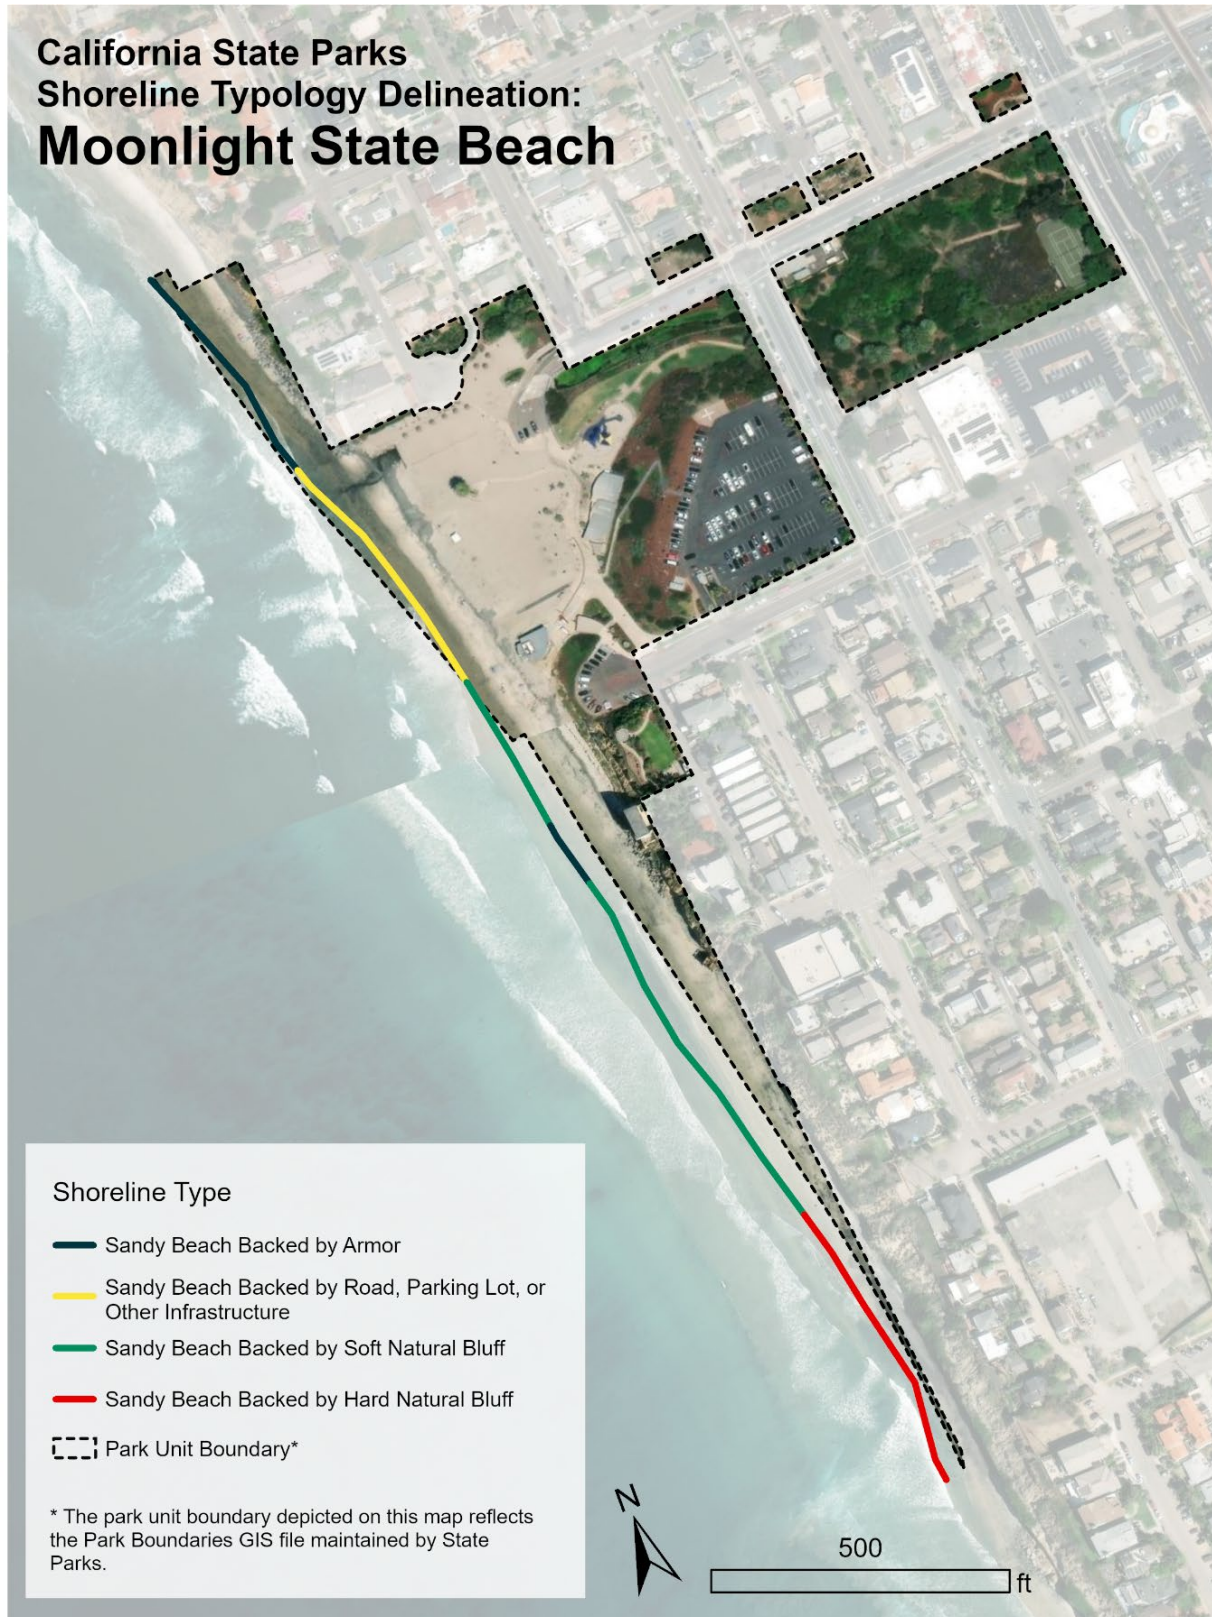 California State Parks
Shoreline Typology Delineation:
Moonlight State Beach
Shoreline Type
Sandy Beach Backed by Armor
Sandy Beach Backed by Road, Parking Lot, or
Other Infrastructure
Sandy Beach Backed by Soft Natural Bluff
Sandy Beach Backed by Hard Natural Bluff
Park Unit Boundary*
* The park unit boundary depicted on this map reflects
the Park Boundaries GIS file maintained by State
Parks.
N
500
ft